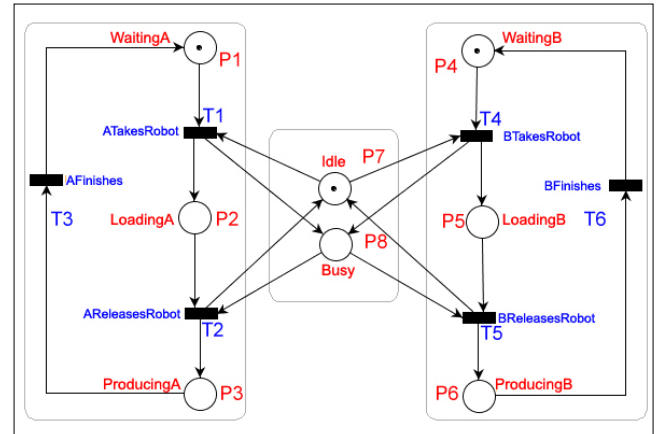 WaitingA
P1
WaitingB
P4
T1
ATakesRobot
T4
BTakesRobot
P7
Idle
AFinishes
T3
BFinishes
T6
LoadingA
P2
P5
LoadingB
P8
Busy
AReleasesRobot
T2
BReleasesRobot
T5
ProducingA
P3
P6
ProducingB